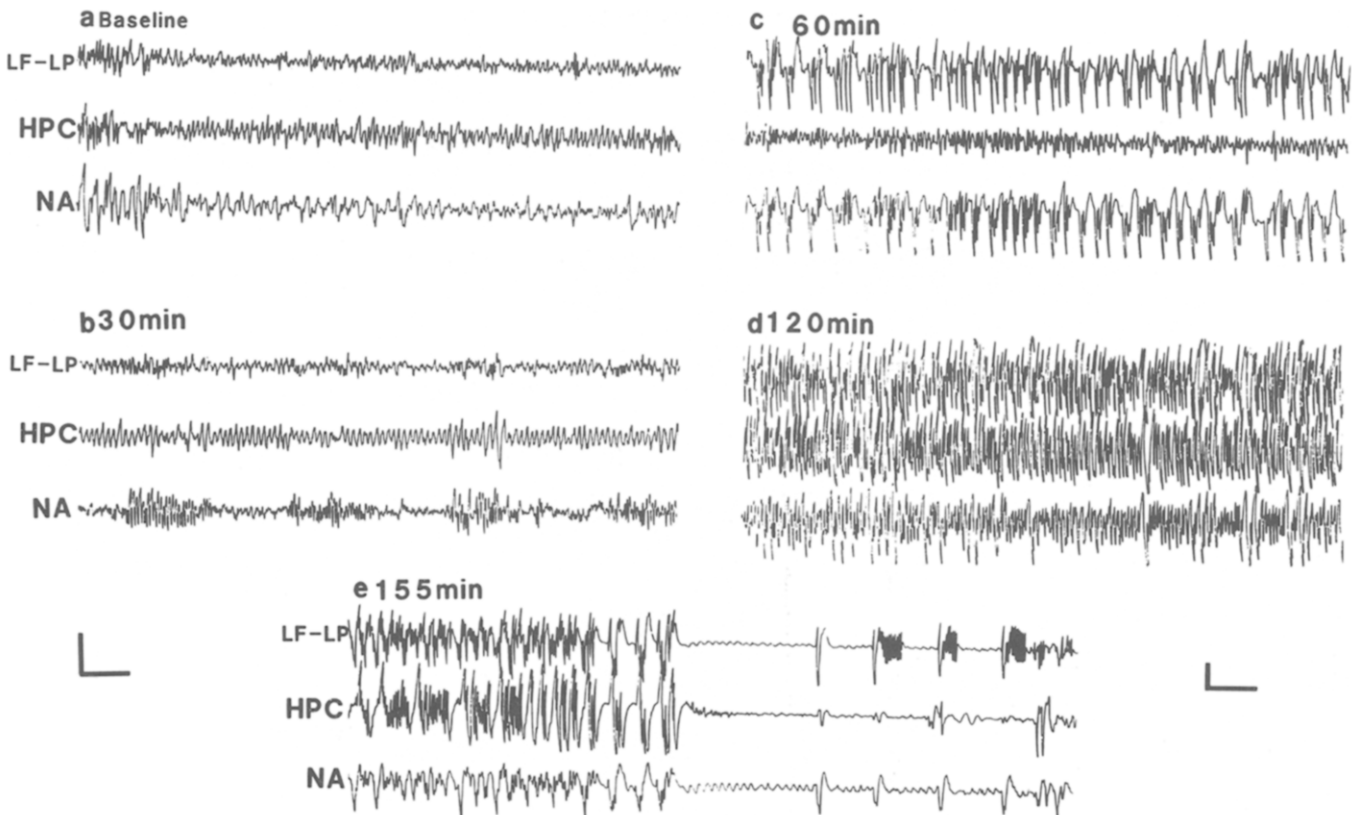 a Baseline
LF-LP
HPC
NA
b 30min
LF-LP
HPC
NA
c 60min
d 120min
e 155min
LF-LP
HPC
NA